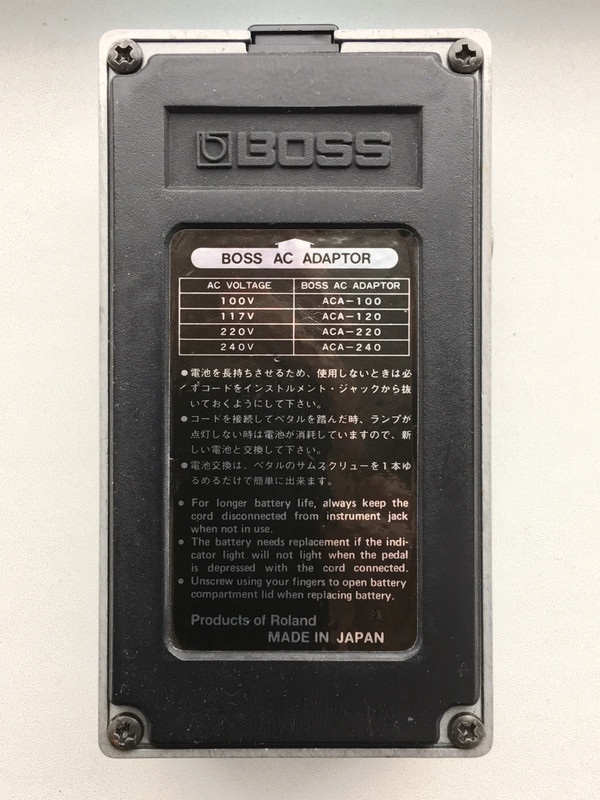 BOSS
BOSS AC ADAPTOR
AC VOLTAGE BOSS AC ADAPTOR
100V ACA-100
117V ACA-120
220V ACA-220
240V ACA-240
●電池を長持ちさせるため、使用しないときは必
ずコードをインストルメント・ジャックから抜
いておくようにして下さい。
●コードを接続してペタルを踏んだ時、ランプが
点灯しない時は電池が消耗していますので、新
しい電池と交換して下さい。
●電池交換は、ペタルのサムスクリューを1本ゆ
るめるだけで簡単に出来ます。
● For longer battery life, always keep the
cord disconnected from instrument jack
when not in use.
● The battery needs replacement if the indi-
cator light will not light when the pedal
is depressed with the cord connected.
● Unscrew using your fingers to open battery
compartment lid when replacing battery.
Products of Roland
MADE IN JAPAN